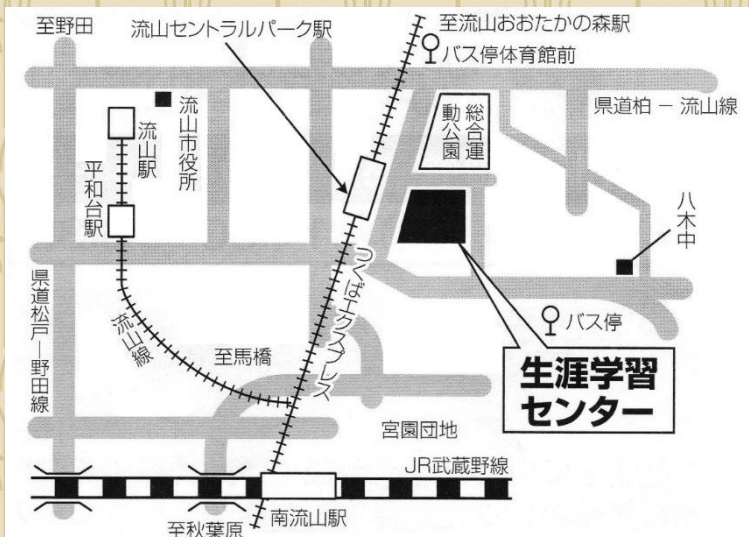 至野田
流山セントラルパーク駅
至流山おおたかの森駅
バス停体育館前
県道柏－流山線
総合運
動公園
流山市役所
流山駅
平和台駅
八木中
つくばエクスプレス
県道松戸―野田線
流山線
至馬橋
バス停
生涯学習
センター
宮園団地
JR武蔵野線
南流山駅
至秋葉原